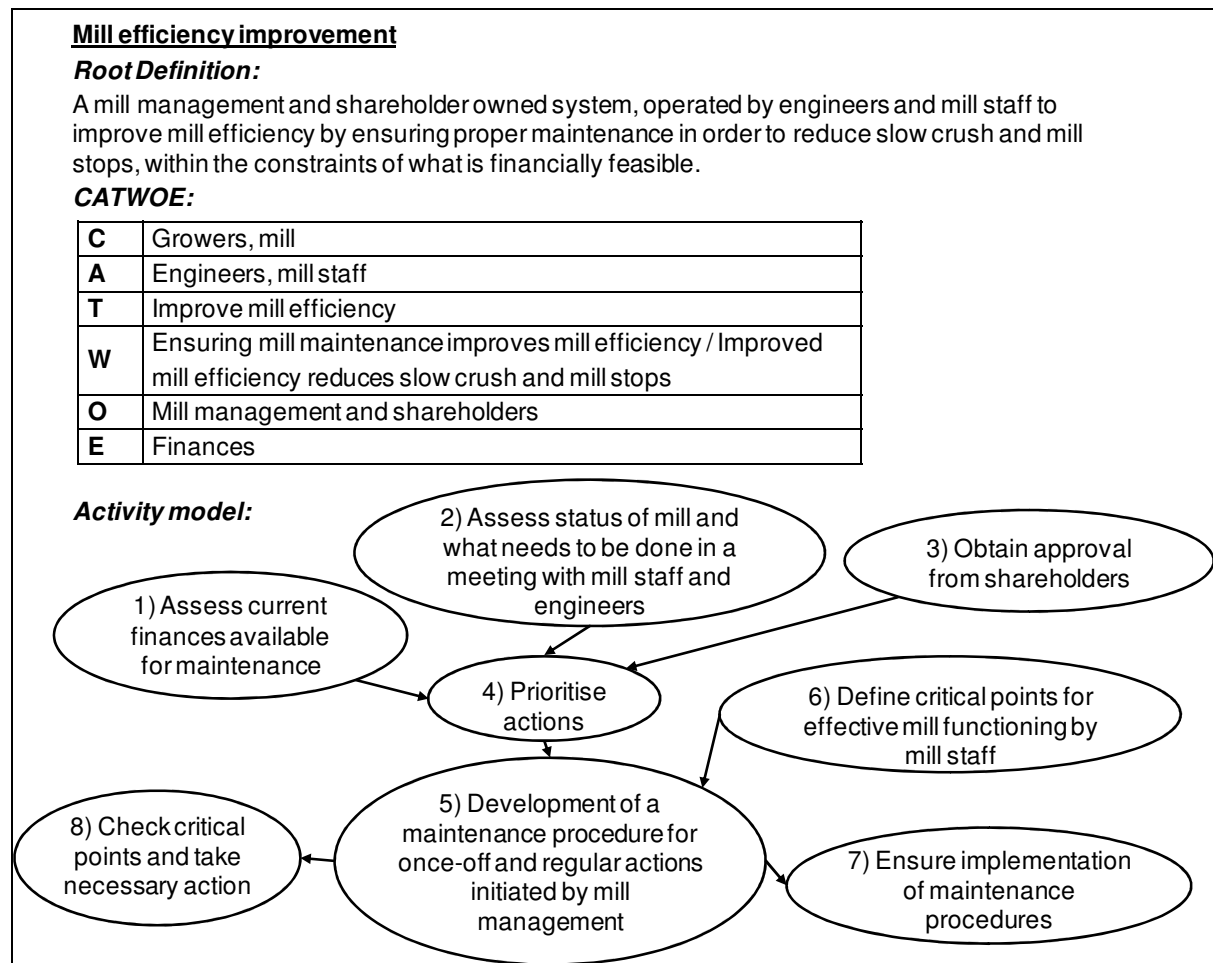 Mill efficiency improvement
Root Definition:
A mill management and shareholder owned system, operated by engineers and mill staff to
improve mill efficiency by ensuring proper maintenance in order to reduce slow crush and mill
stops, within the constraints of what is financially feasible.
CATWOE:
C Growers, mill
A Engineers, mill staff
T Improve mill efficiency
W Ensuring mill maintenance improves mill efficiency / Improved
mill efficiency reduces slow crush and mill stops
O Mill management and shareholders
E Finances
Activity model:
1) Assess current
finances available
for maintenance
2) Assess status of mill and
what needs to be done in a
meeting with mill staff and
engineers
3) Obtain approval
from shareholders
4) Prioritise
actions
6) Define critical points for
effective mill functioning by
mill staff
5) Development of a
maintenance procedure for
once-off and regular actions
initiated by mill
management
8) Check critical
points and take
necessary action
7) Ensure implementation
of maintenance
procedures